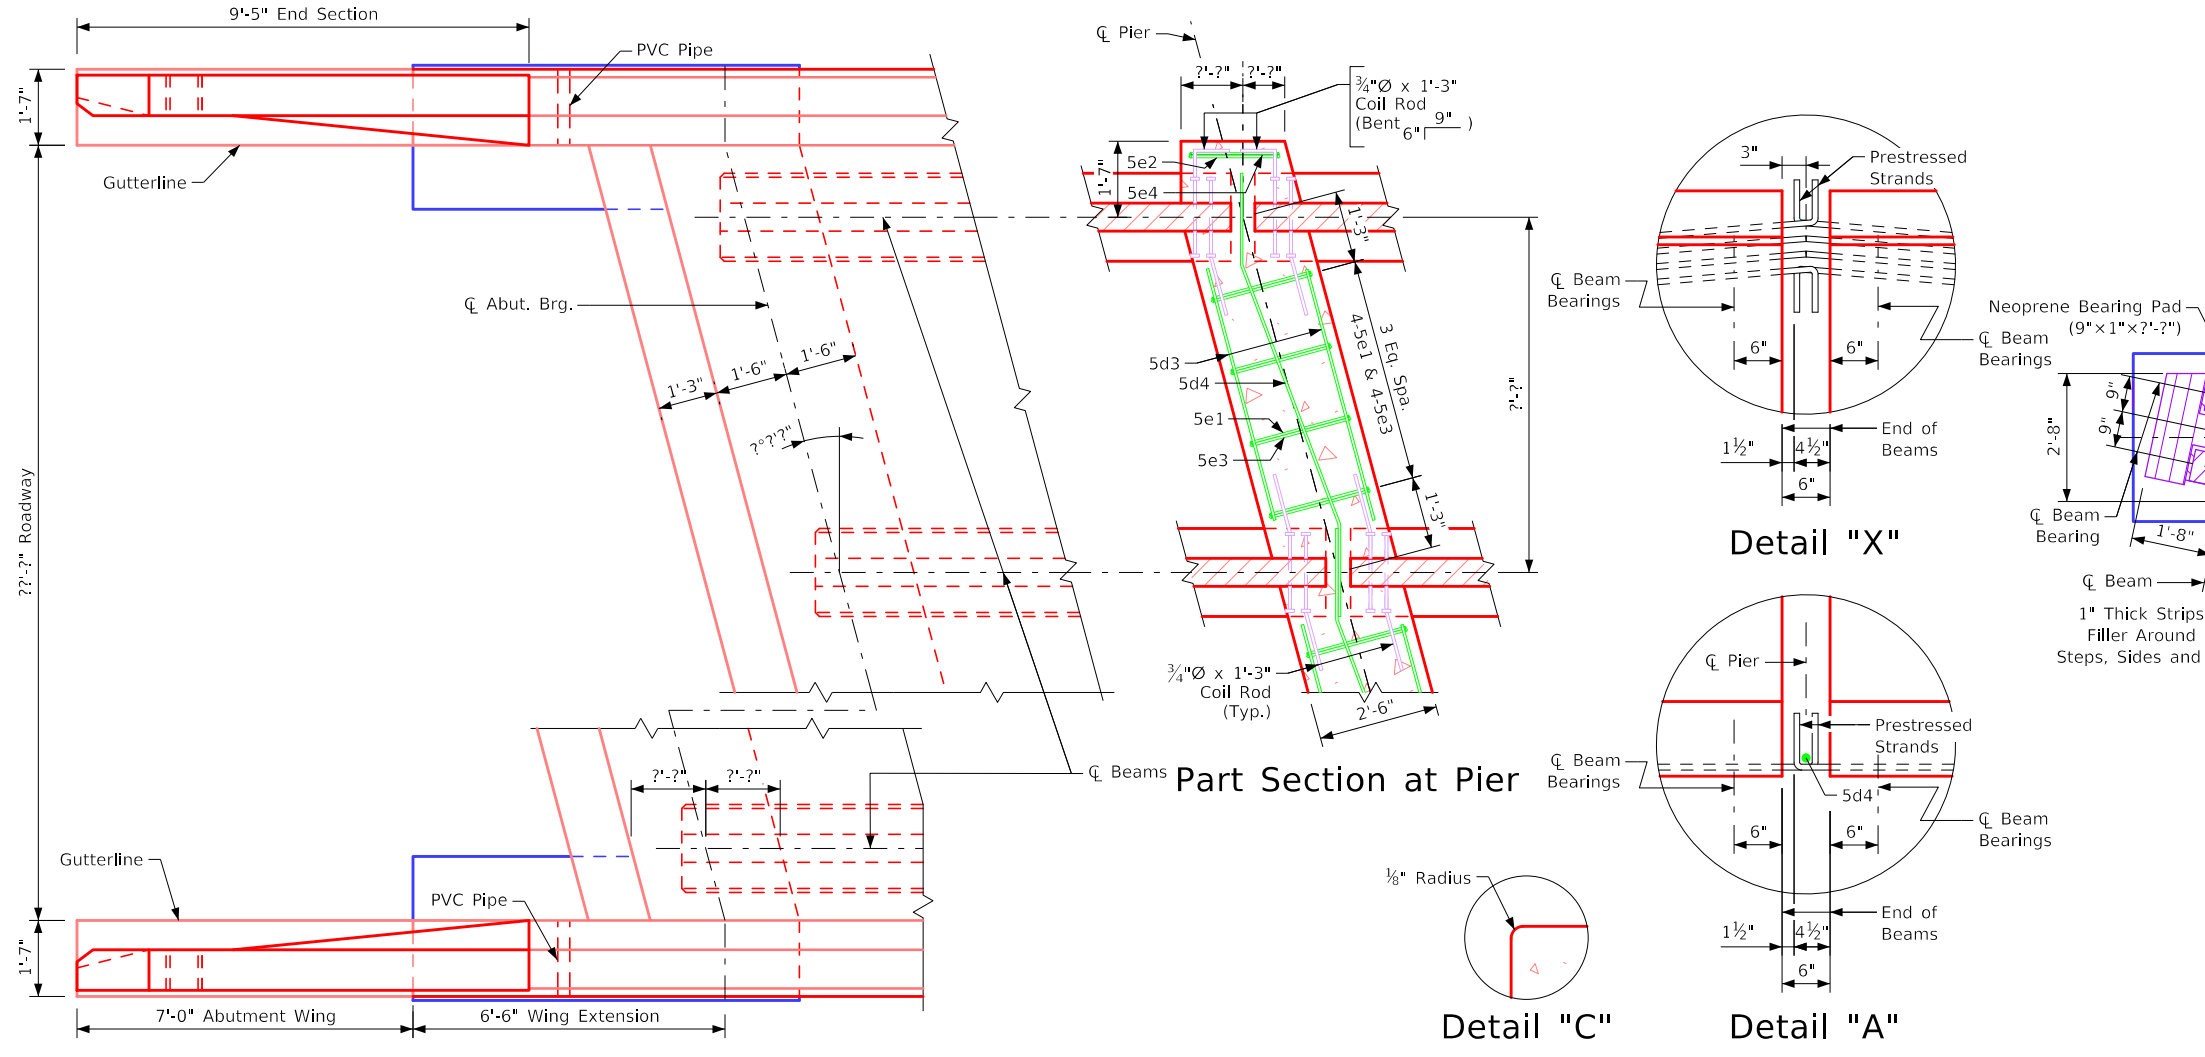 9'-5" End Section
PVC Pipe
1'-7"
Gutterline
℄ Abut. Brg.
1'-3"
1'-6"
1'-6"
?°?'?"
??'-?" Roadway
?'-?"
?'-?"
℄ Beams
Gutterline
PVC Pipe
1'-7"
7'-0" Abutment Wing
6'-6" Wing Extension
℄ Pier
?'-?"
?'-?"
¾"Ø x 1'-3"
Coil Rod
(Bent 6" 9" )
1'-7"
5e2
5e4
1'-3"
3 Eq. Spa.
4-5e1 & 4-5e3
5d3
5d4
5e1
5e3
1'-3"
?'-?"
¾"Ø x 1'-3"
Coil Rod
(Typ.)
2'-6"
Part Section at Pier
3"
Prestressed
Strands
℄ Beam
Bearings
℄ Beam
Bearings
6"
6"
End of
Beams
1½"
4½"
6"
Detail "X"
Neoprene Bearing Pad
(9"×1"×?'-?")
9"
9"
2'-8"
℄ Beam
Bearing
1'-8"
℄ Beam
1" Thick Strips
Filler Around
Steps, Sides and
℄ Pier
Prestressed
Strands
℄ Beam
Bearings
5d4
℄ Beam
Bearings
6"
6"
End of
Beams
1½"
4½"
6"
Detail "A"
⅛" Radius
Detail "C"